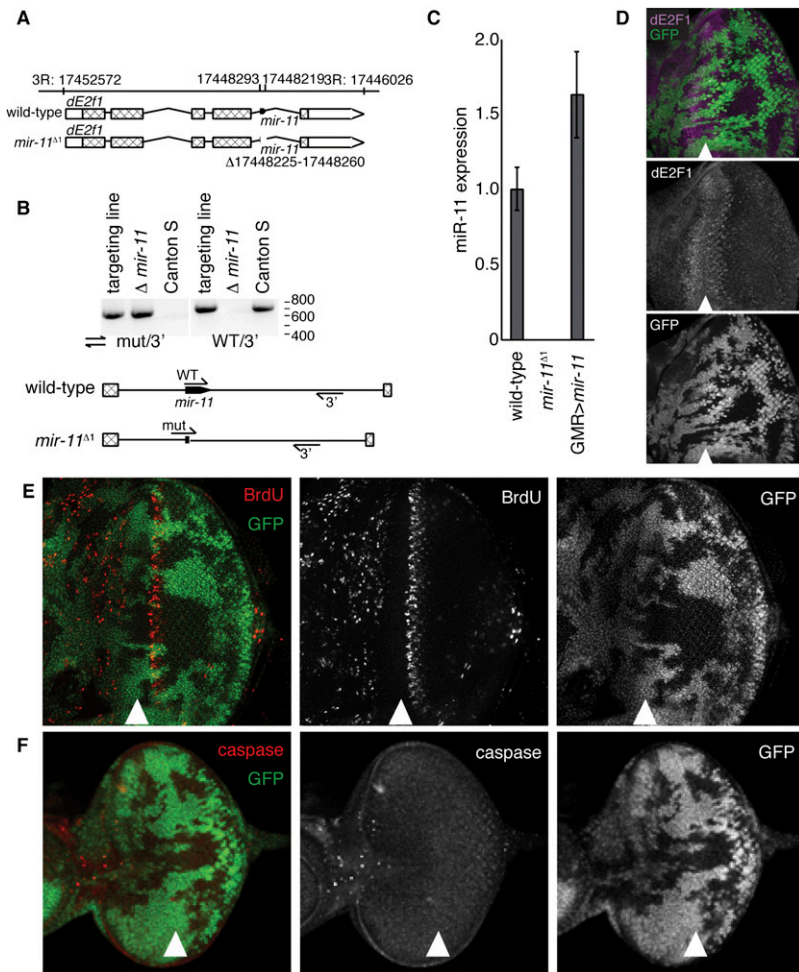 A
3R: 17452572 17448293 17448219 3R: 17446026
wild-type
dE2f1
mir-11
mir-11Δ1
dE2f1
mir-11
Δ17448225-17448260
B
targeting line
Δ mir-11
Canton S
targeting line
Δ mir-11
Canton S
800
600
400
mut/3’
WT/3’
wild-type
WT
mir-11
3’
mir-11Δ1
mut
3’
C
miR-11 expression
2.0
1.5
1.0
0.5
0.0
wild-type
mir-11Δ1
GMR>mir-11
D
dE2F1
GFP
dE2F1
GFP
E
BrdU
GFP
BrdU
GFP
F
caspase
GFP
caspase
GFP